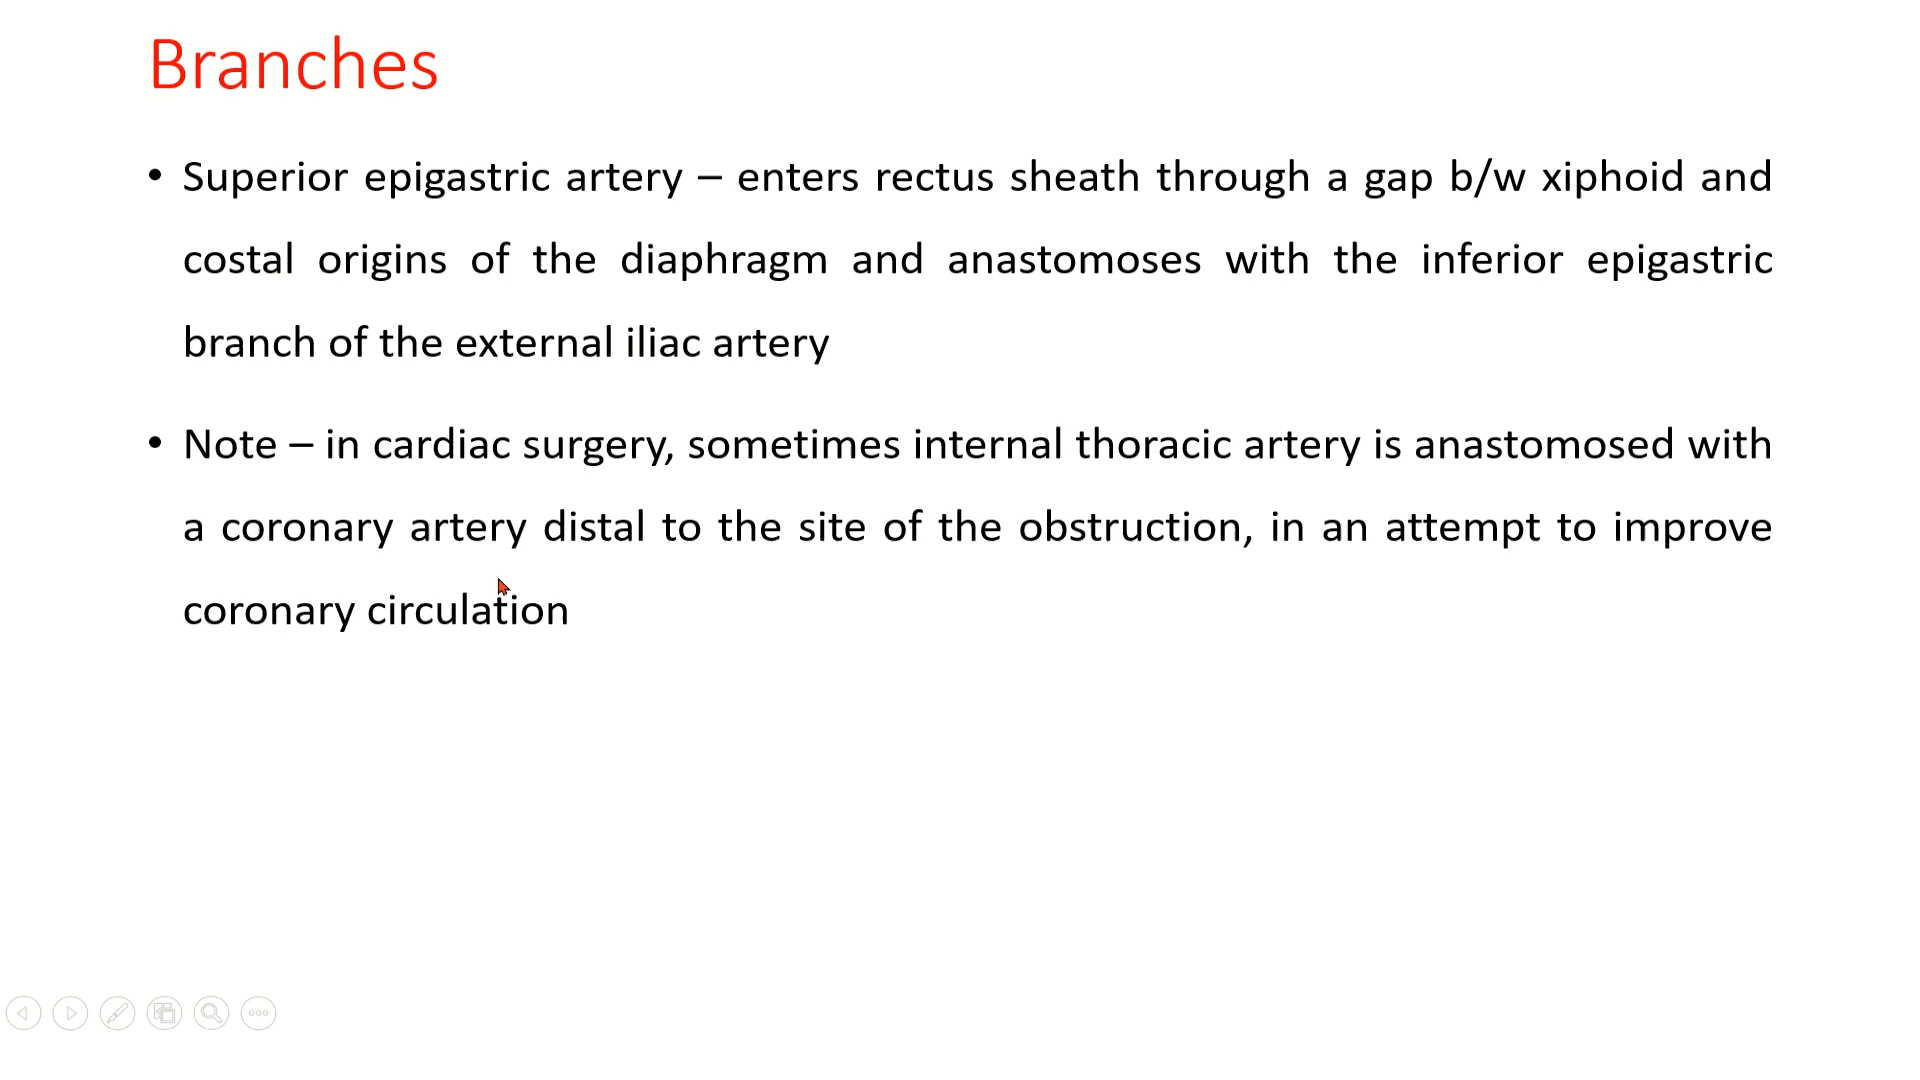 Branches
• Superior epigastric artery – enters rectus sheath through a gap b/w xiphoid and
costal origins of the diaphragm and anastomoses with the inferior epigastric
branch of the external iliac artery
• Note – in cardiac surgery, sometimes internal thoracic artery is anastomosed with
a coronary artery distal to the site of the obstruction, in an attempt to improve
coronary circulation